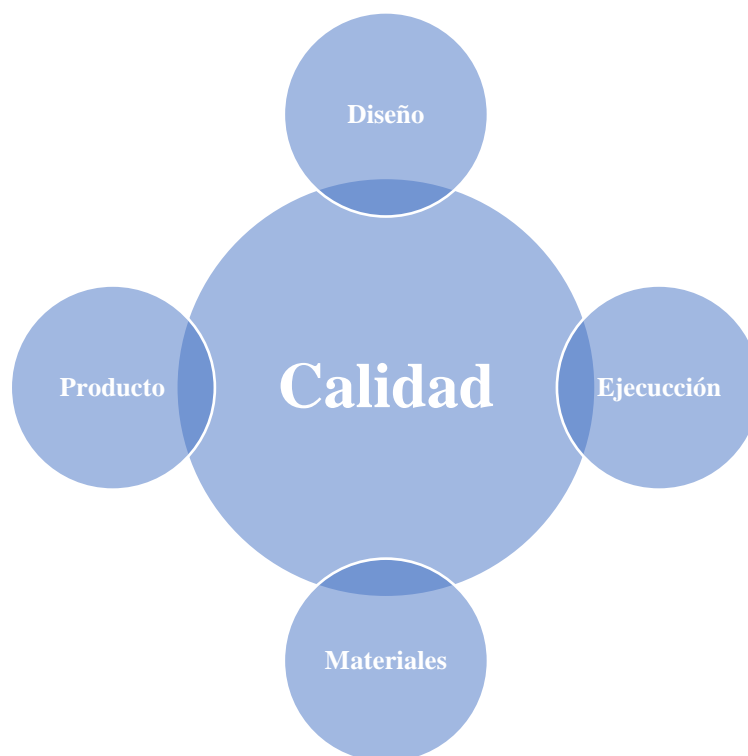 Diseño
Producto
Calidad
Ejecucción
Materiales